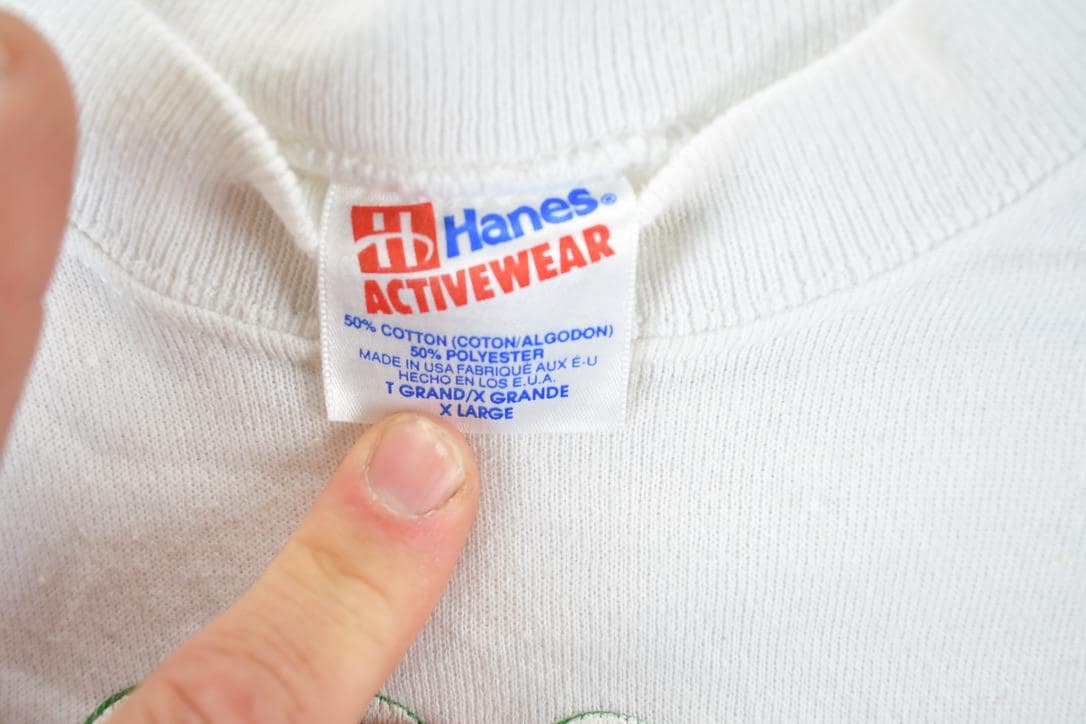 Hanes®
ACTIVEWEAR
50% COTTON (COTON/ALGODON)
50% POLYESTER
MADE IN USA FABRIQUÉ AUX É-U
HECHO EN LOS E.U.A.
T GRAND/X GRANDE
X LARGE